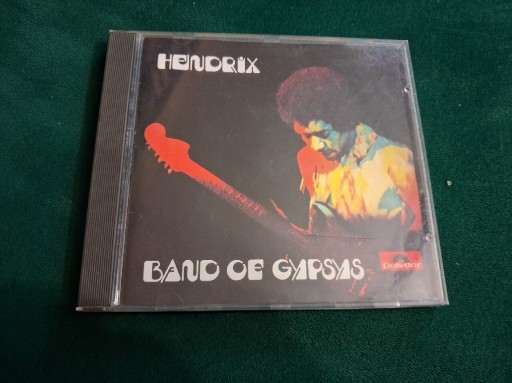 HENDRIX
BAND OF GYPSYS
Polydor